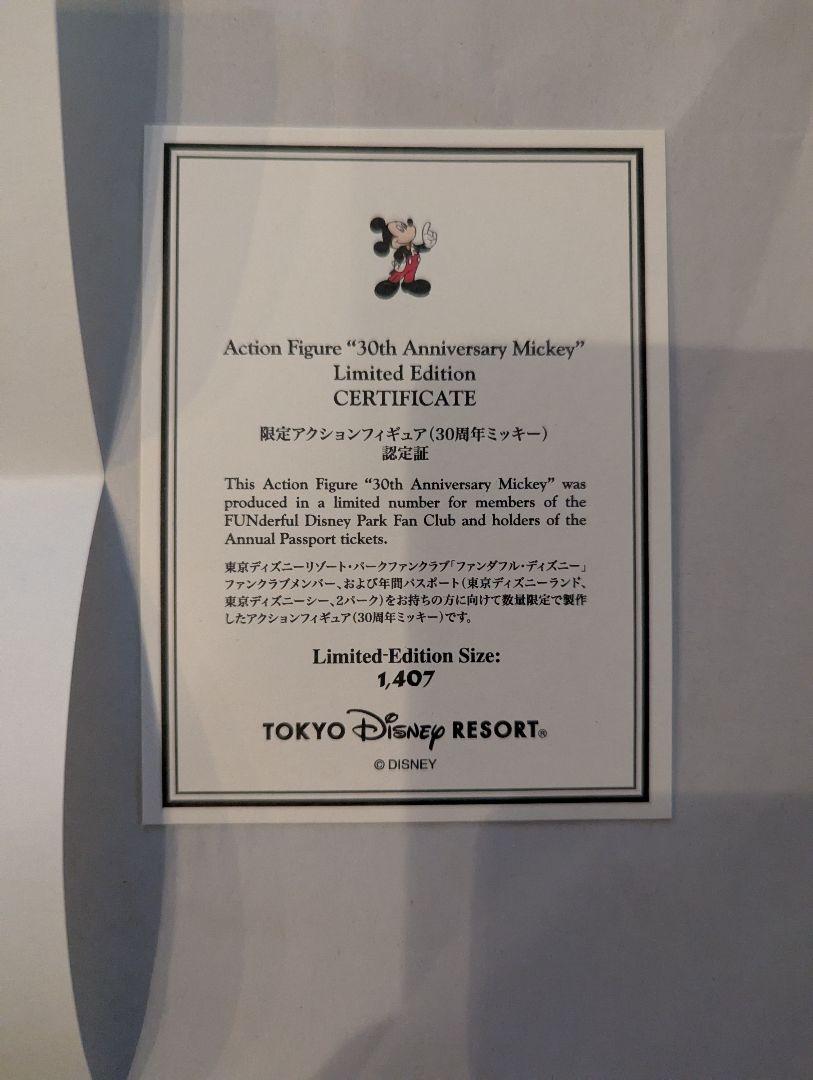 Action Figure “30th Anniversary Mickey”
Limited Edition
CERTIFICATE
限定アクションフィギュア(30周年ミッキー)
認定証
This Action Figure “30th Anniversary Mickey” was
produced in a limited number for members of the
FUNderful Disney Park Fan Club and holders of the
Annual Passport tickets.
東京ディズニーリゾート・パークファンクラブ「ファンダフル・ディズニー」
ファンクラブメンバー、および年間パスポート(東京ディズニーランド、
東京ディズニーシー、2パーク)をお持ちの方に向けて数量限定で製作
したアクションフィギュア(30周年ミッキー)です。
Limited-Edition Size:
1,407
TOKYO Disney RESORT®
© DISNEY